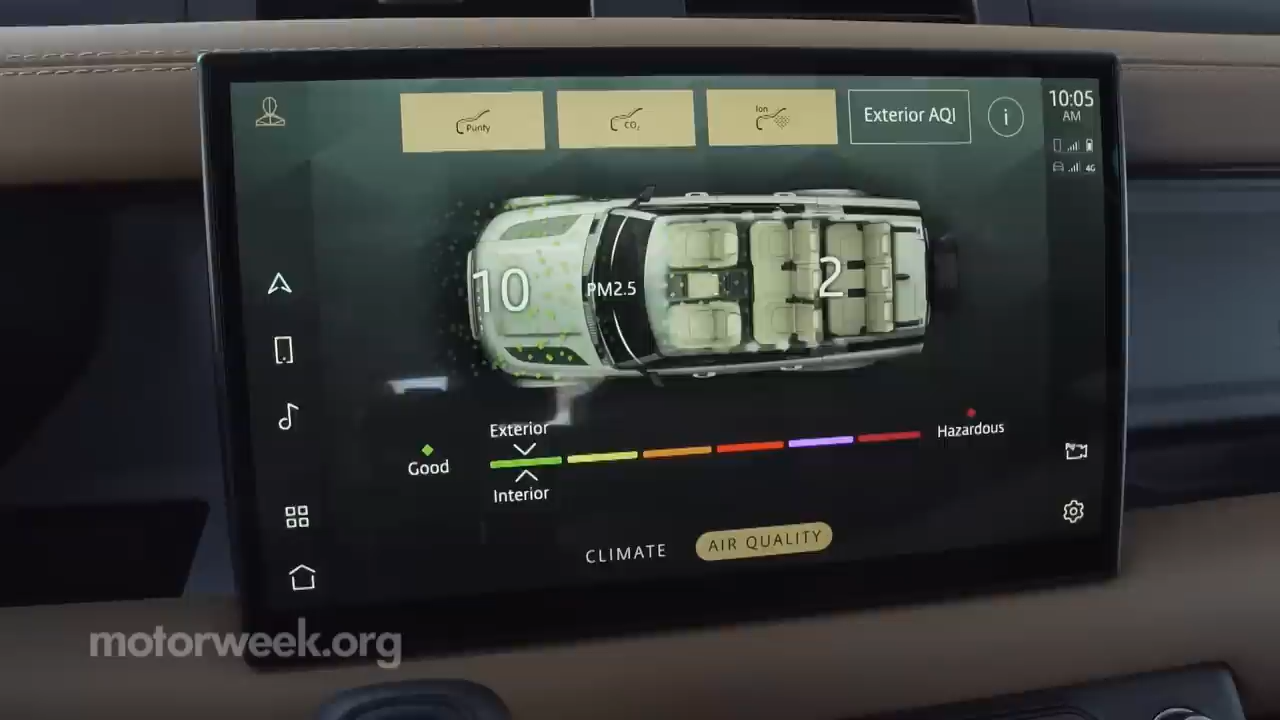 Purify
CO₂
Ion
Exterior AQI
i
10:05
AM
4G
10
PM2.5
2
Exterior
Good
Hazardous
Interior
CLIMATE
AIR QUALITY
motorweek.org